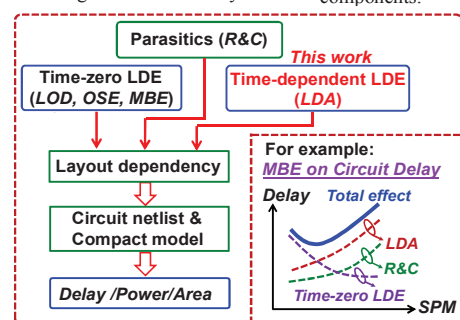 components.
Parasitics (R&C)
This work
Time-zero LDE
(LOD, OSE, MBE)
Time-dependent LDE
(LDA)
Layout dependency
Circuit netlist &
Compact model
Delay /Power/Area
For example:
MBE on Circuit Delay
Delay
Total effect
LDA
R&C
Time-zero LDE
SPM